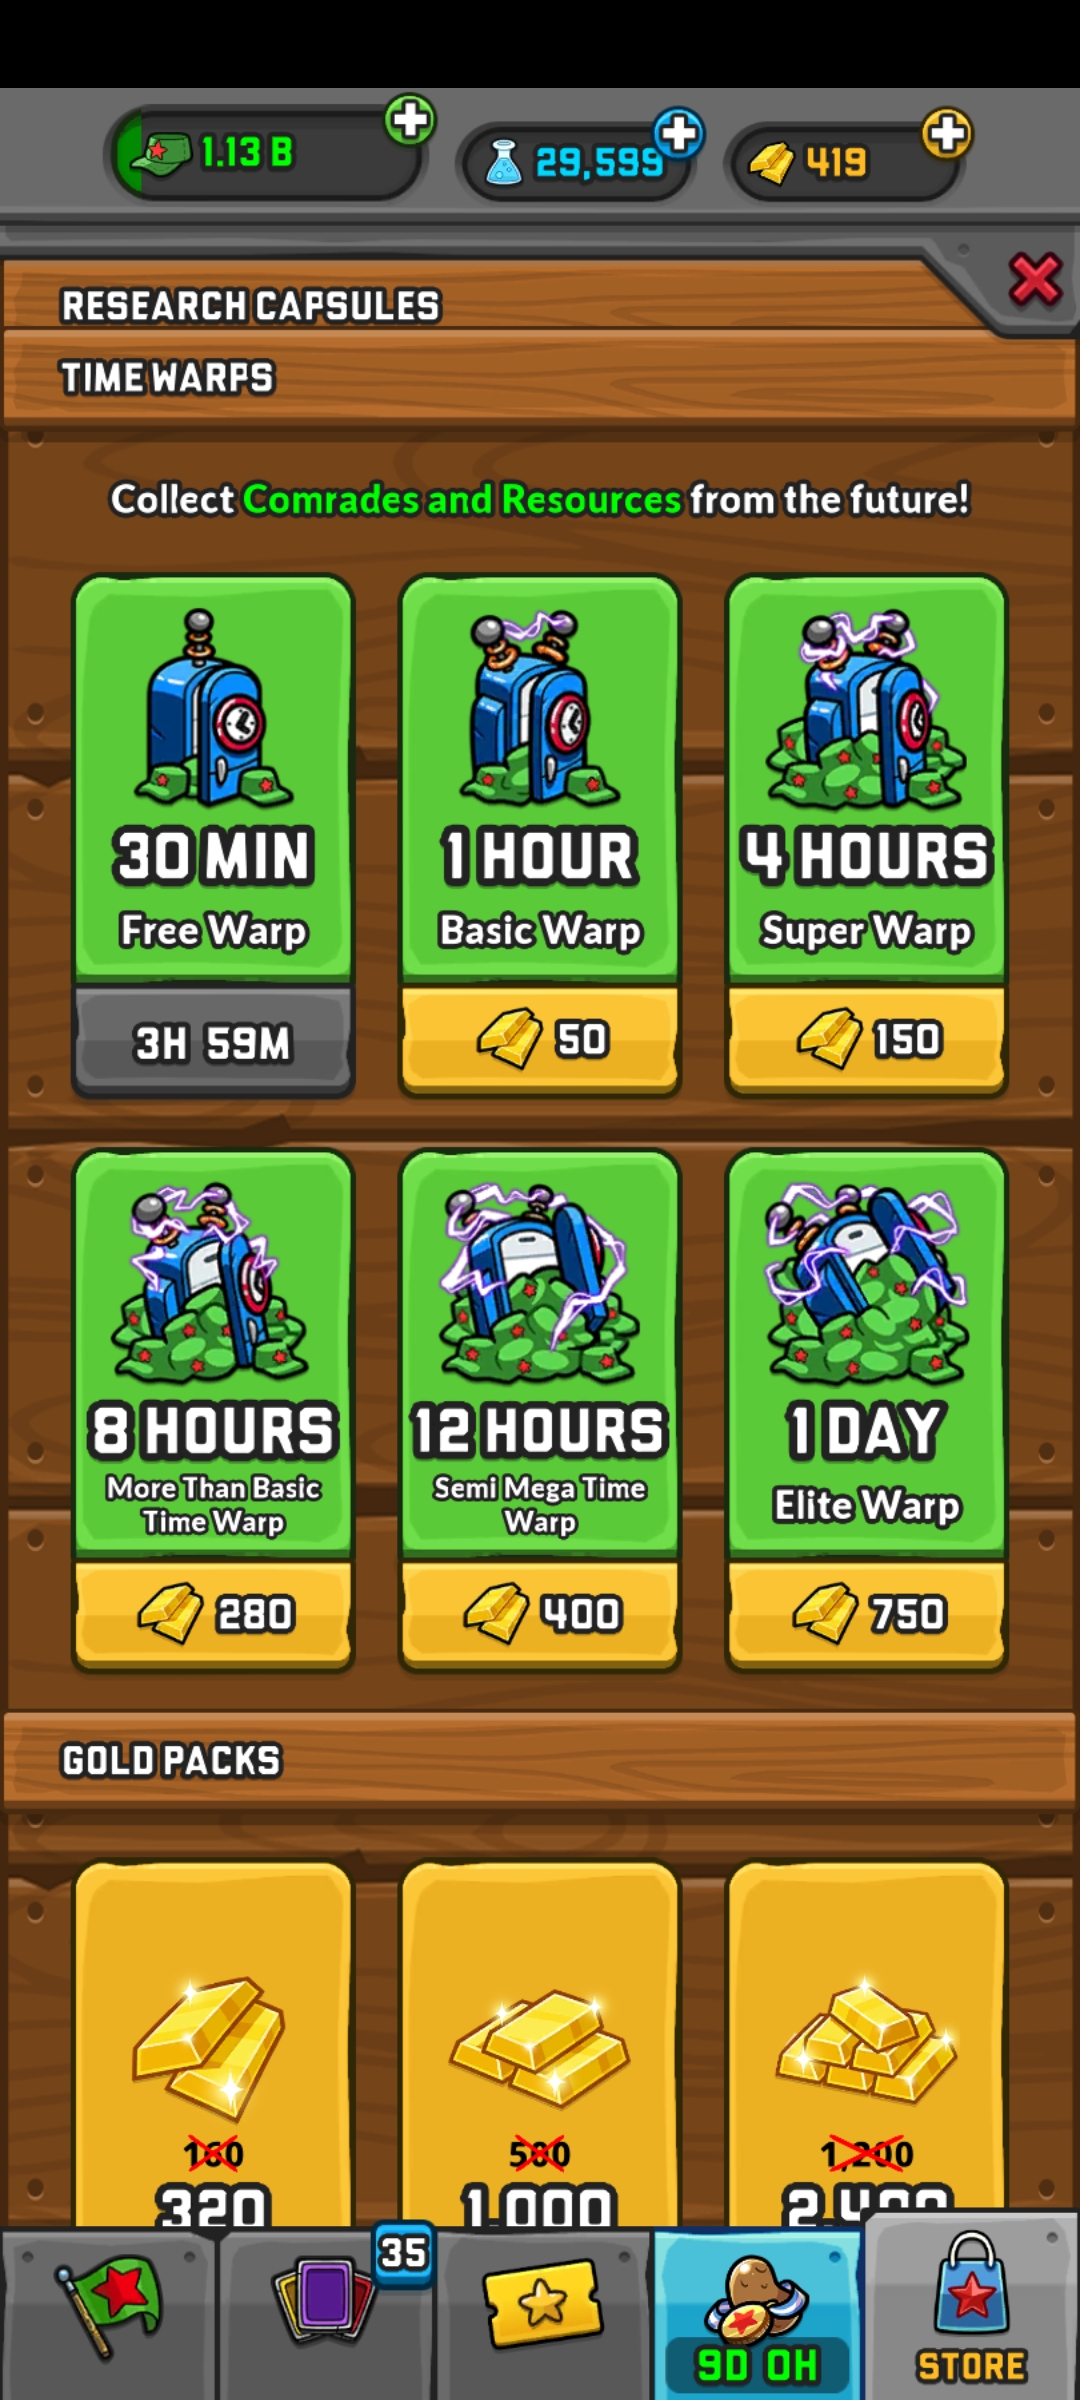 1.13 B
29,599
419
RESEARCH CAPSULES
TIME WARPS
Collect Comrades and Resources from the future!
30 MIN
Free Warp
3H 59M
1 HOUR
Basic Warp
50
4 HOURS
Super Warp
150
8 HOURS
More Than Basic
Time Warp
280
12 HOURS
Semi Mega Time
Warp
400
1 DAY
Elite Warp
750
GOLD PACKS
160
320
500
1,000
1,200
2,400
35
9D 0H
STORE